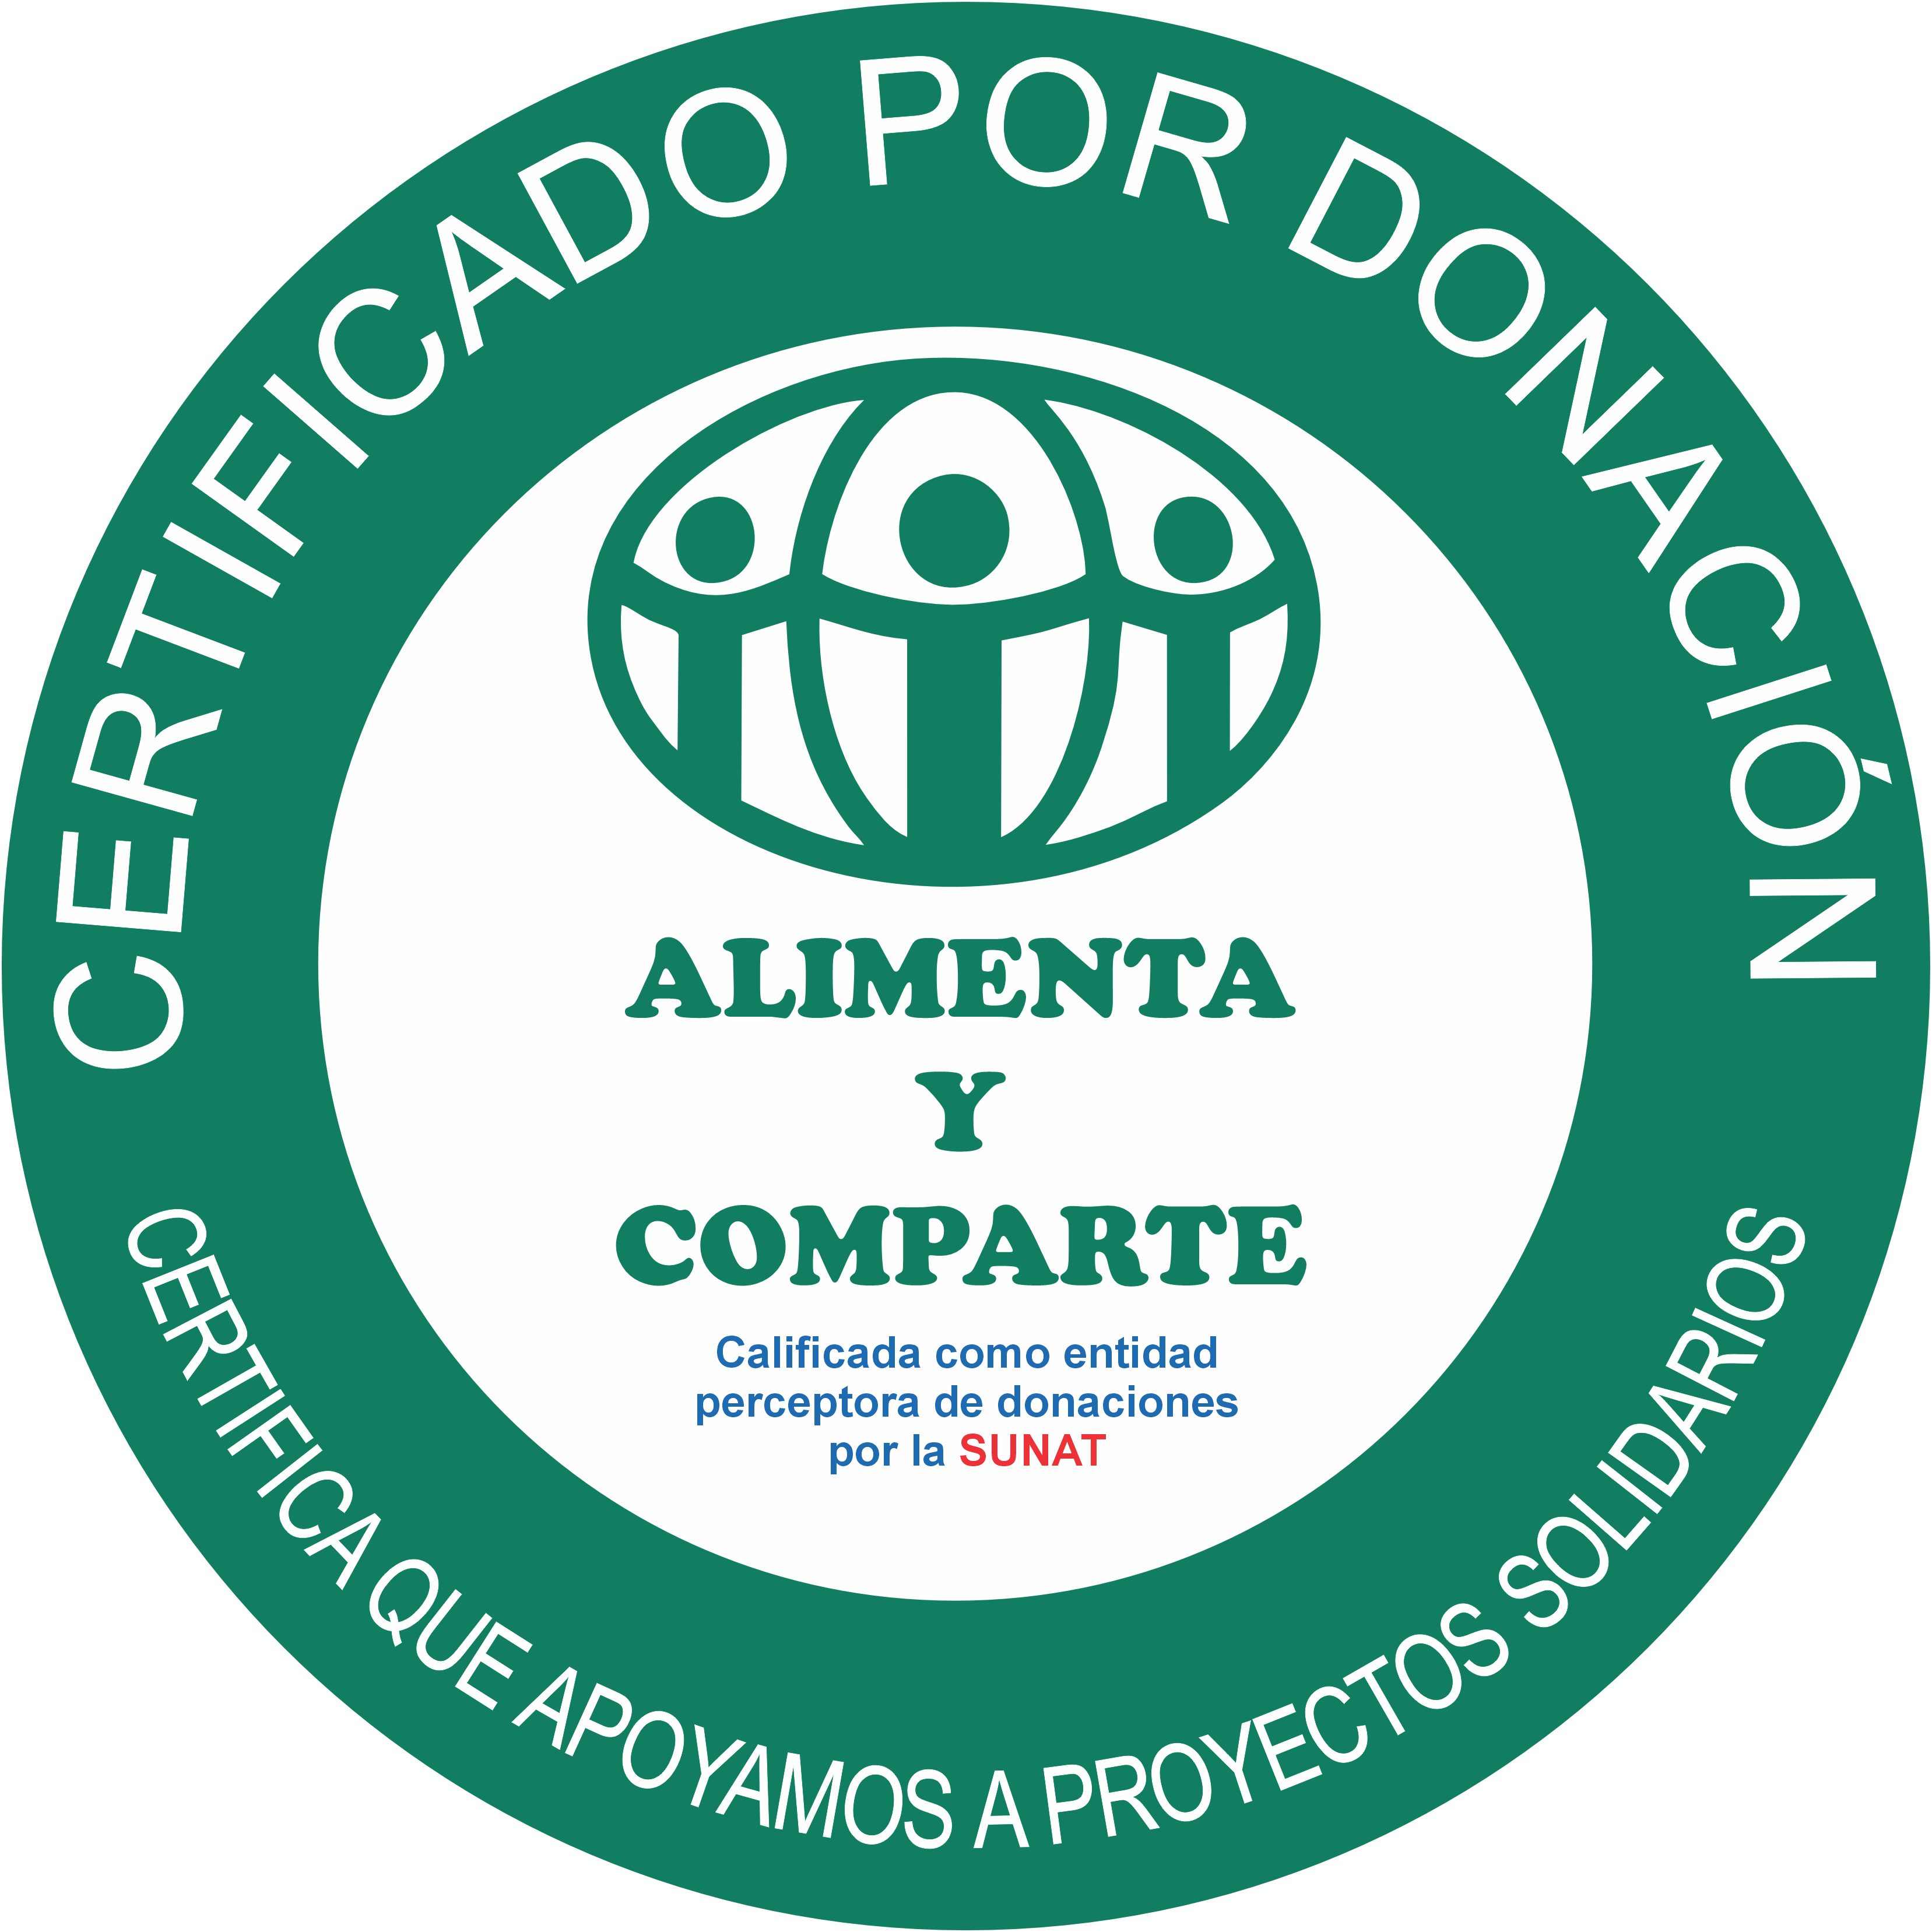 CERTIFICADO POR DONACIÓN
ALIMENTA
Y
COMPARTE
Calificada como entidad
perceptora de donaciones
por la SUNAT
CERTIFICA QUE APOYAMOS A PROYECTOS SOLIDARIOS